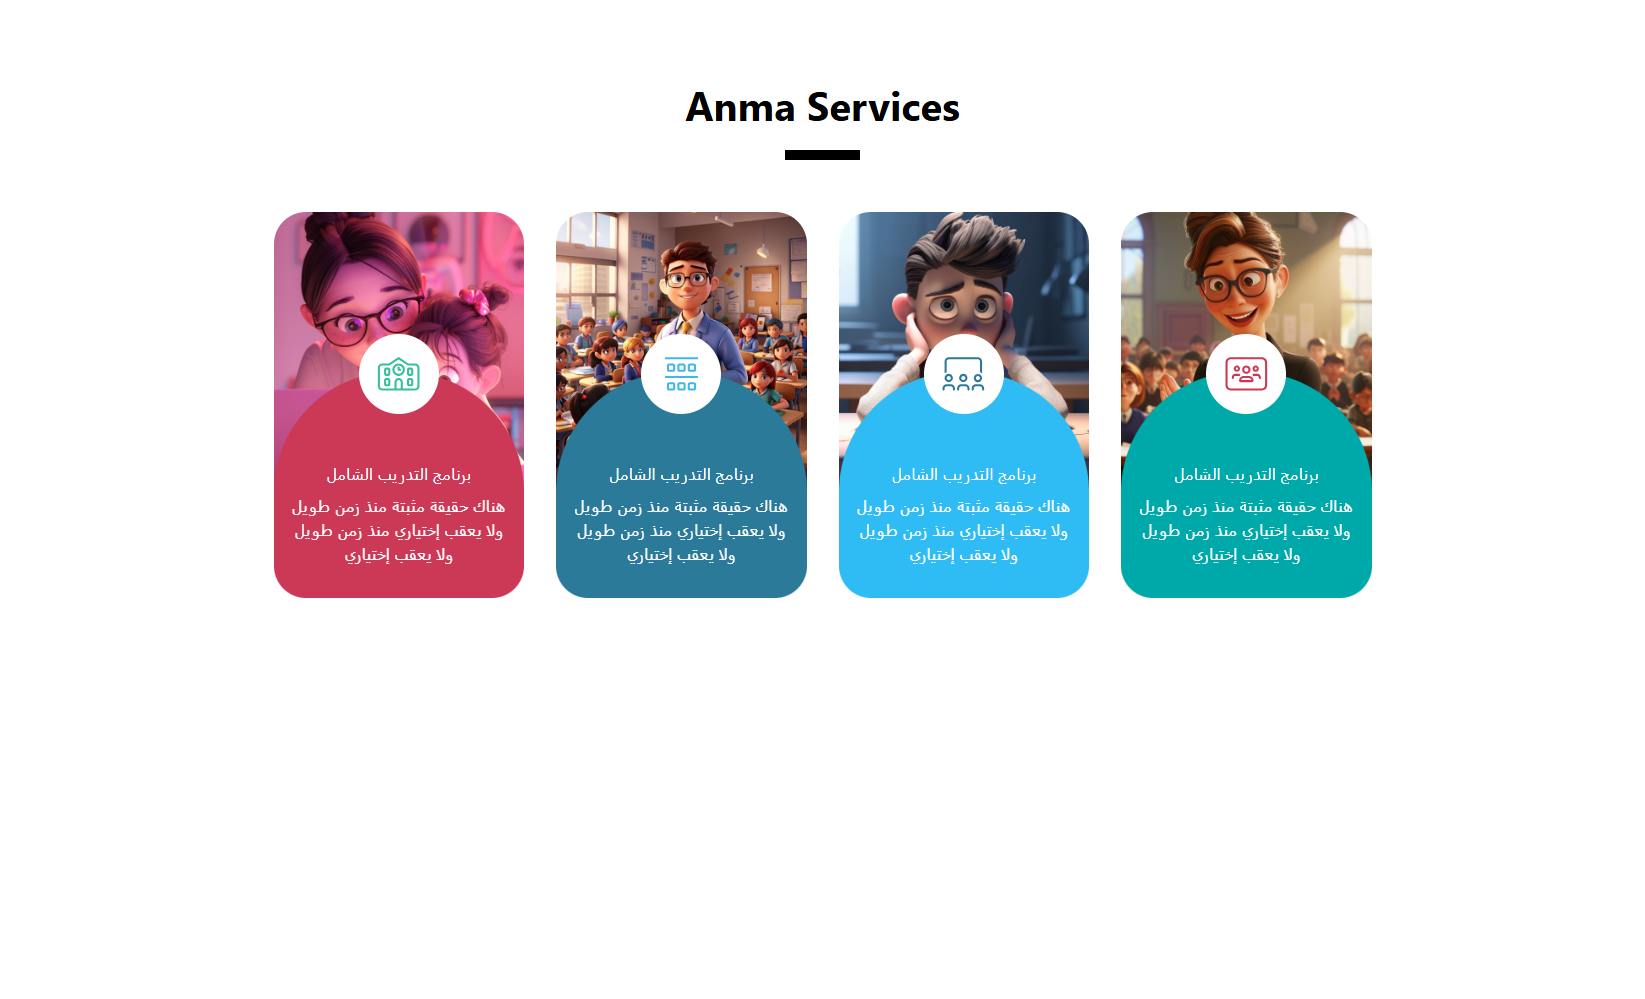 Anma Services
برنامج التدريب الشامل
هناك حقيقة مثبتة منذ زمن طويل
ولا يعقب إختياري منذ زمن طويل
ولا يعقب إختياري
برنامج التدريب الشامل
هناك حقيقة مثبتة منذ زمن طويل
ولا يعقب إختياري منذ زمن طويل
ولا يعقب إختياري
برنامج التدريب الشامل
هناك حقيقة مثبتة منذ زمن طويل
ولا يعقب إختياري منذ زمن طويل
ولا يعقب إختياري
برنامج التدريب الشامل
هناك حقيقة مثبتة منذ زمن طويل
ولا يعقب إختياري منذ زمن طويل
ولا يعقب إختياري